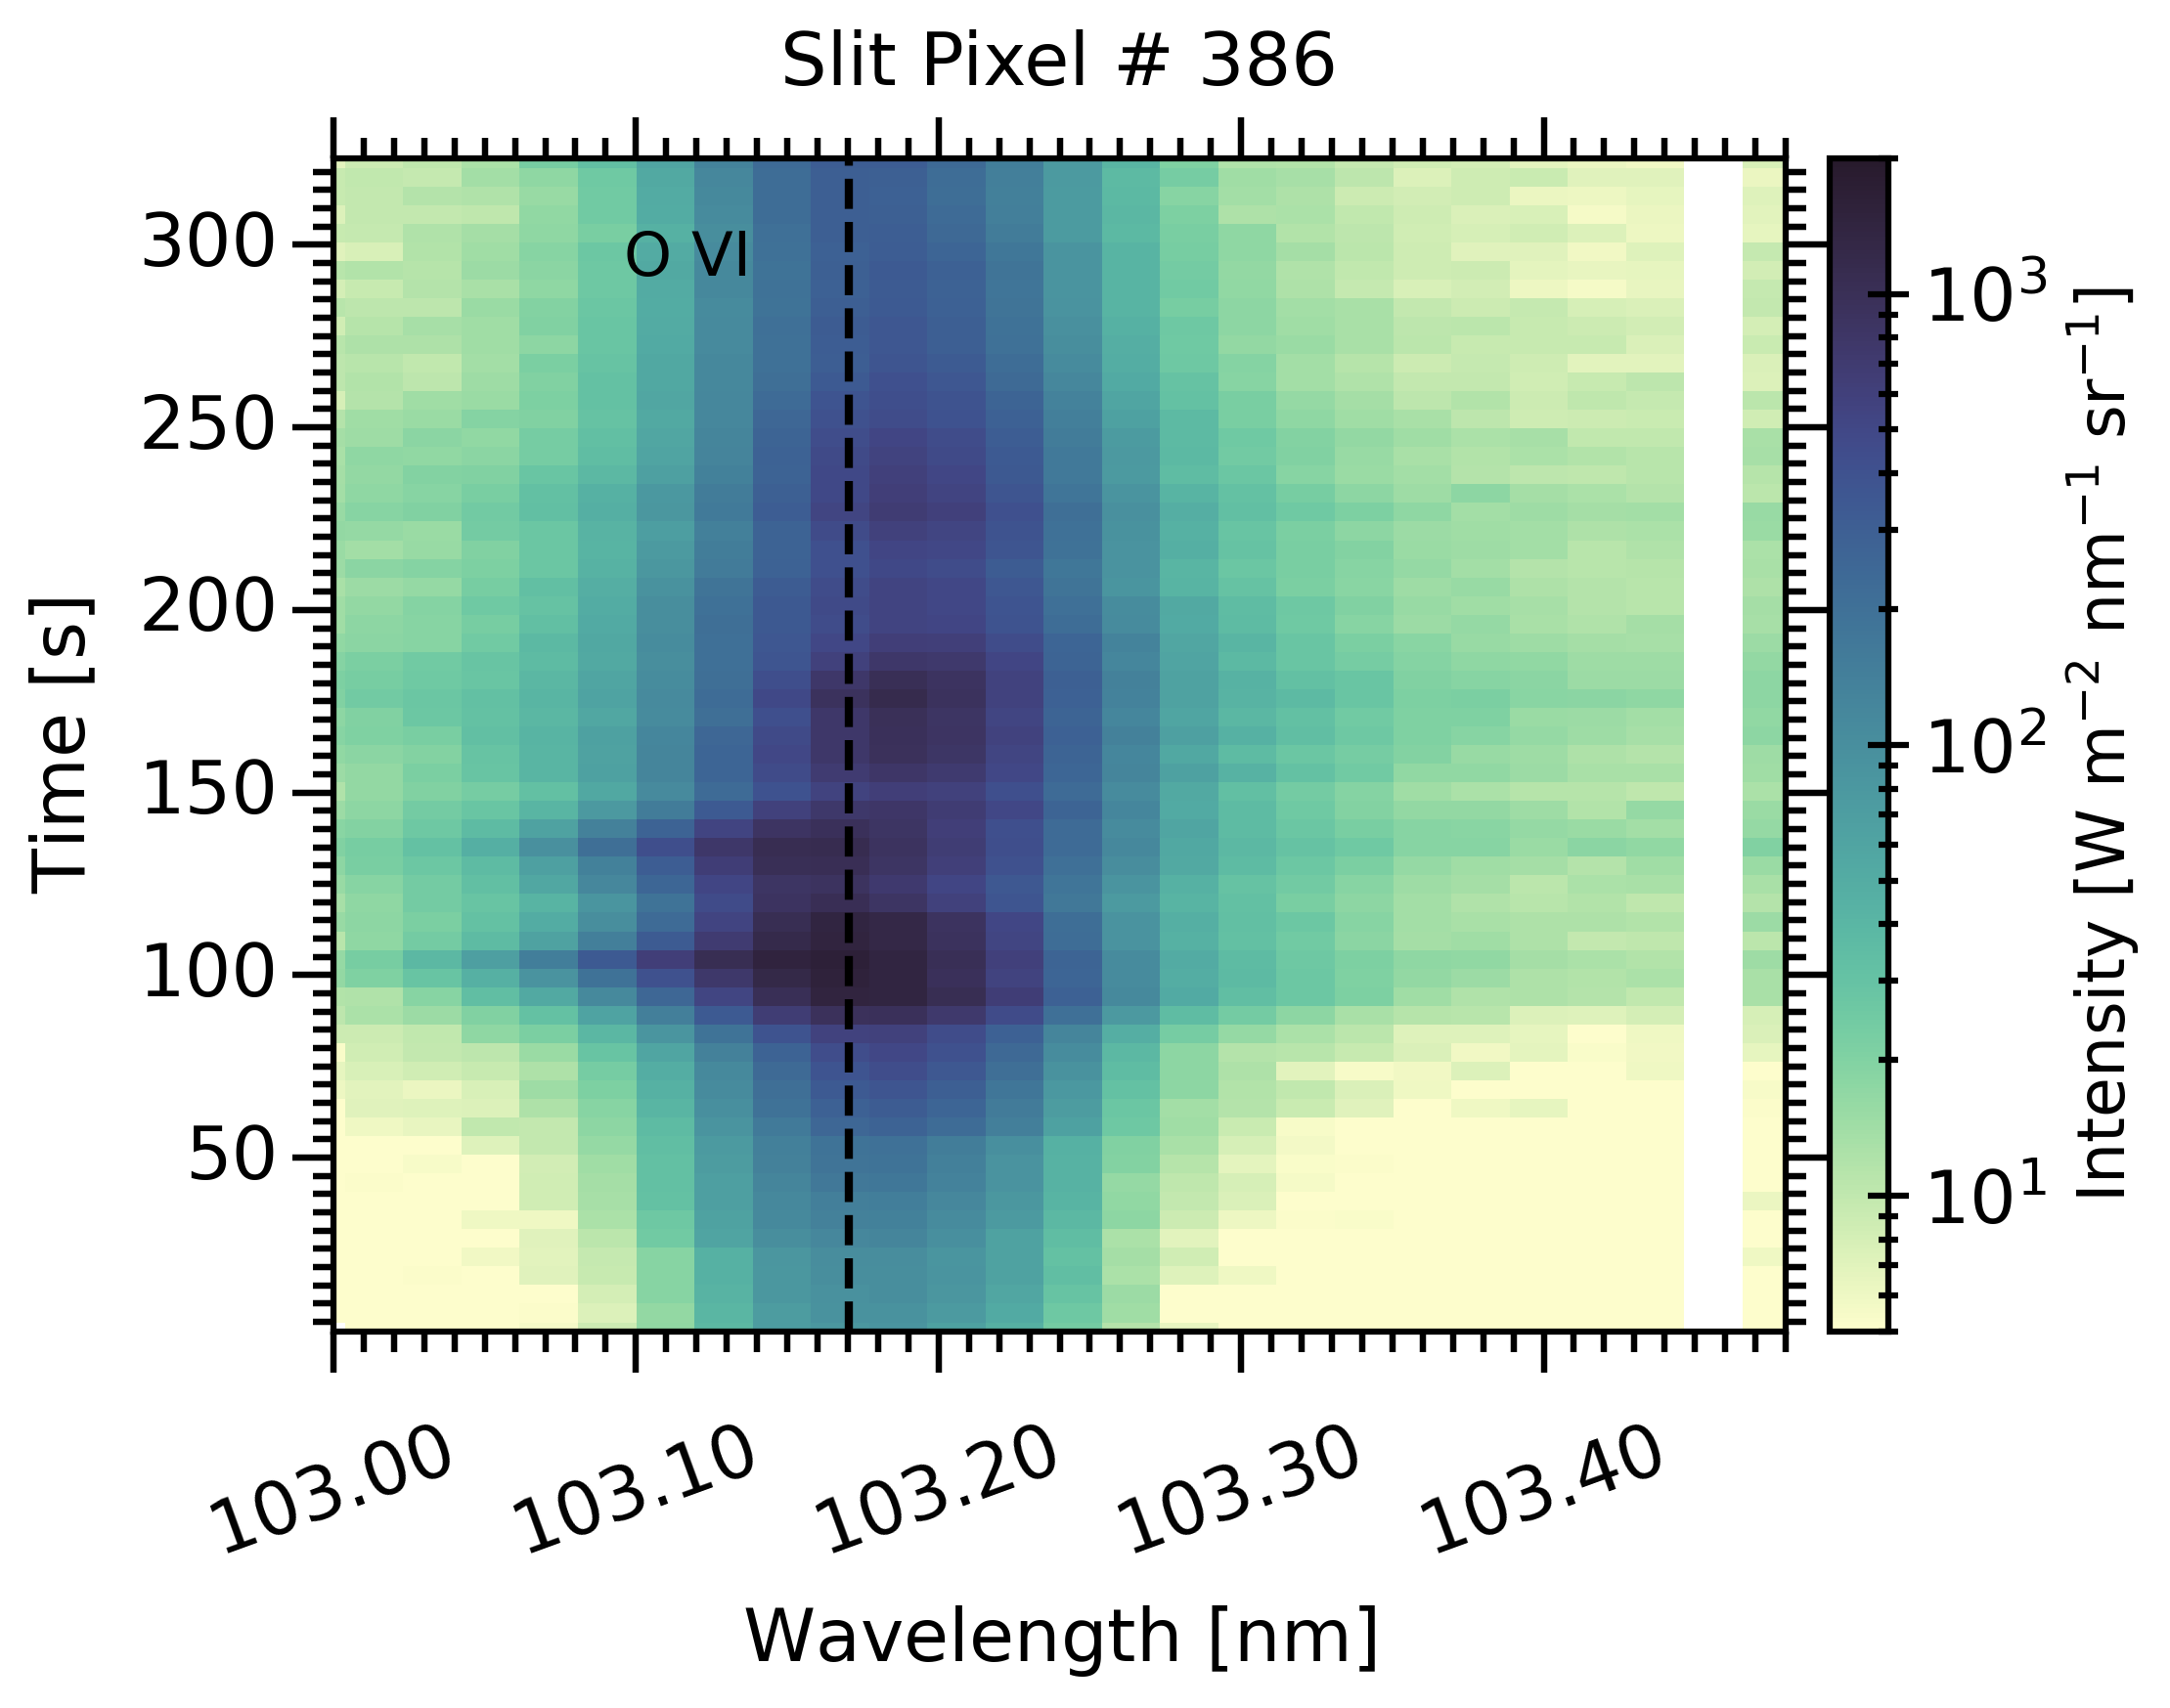 Slit Pixel # 386
300
250
200
150
100
50
Time [s]
O VI
103.00
103.10
103.20
103.30
103.40
Wavelength [nm]
10³
10²
10¹
Intensity [W m⁻² nm⁻¹ sr⁻¹]